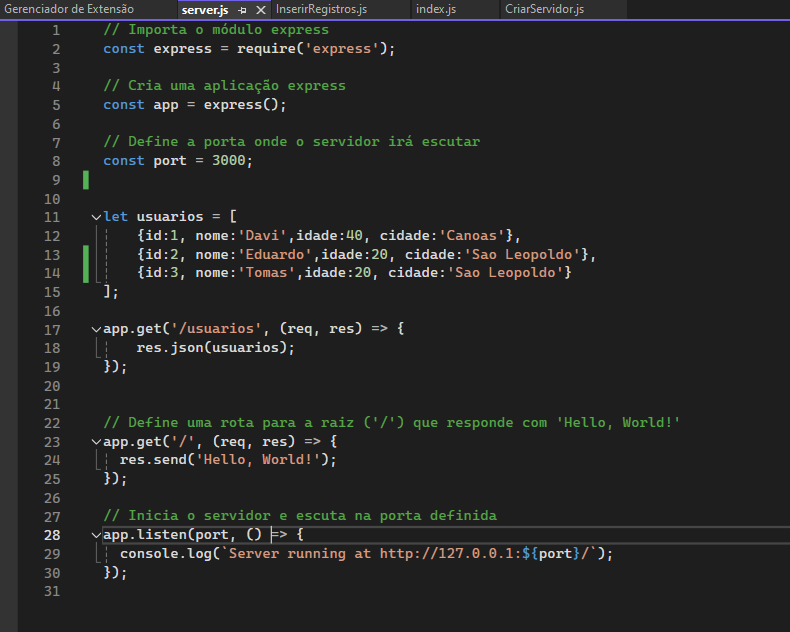 Gerenciador de Extensão server.js InserirRegistros.js index.js CriarServidor.js
1 // Importa o módulo express
2 const express = require('express');
3
4 // Cria uma aplicação express
5 const app = express();
6
7 // Define a porta onde o servidor irá escutar
8 const port = 3000;
9
10
11 let usuarios = [
12 {id:1, nome:'Davi',idade:40, cidade:'Canoas'},
13 {id:2, nome:'Eduardo',idade:20, cidade:'Sao Leopoldo'},
14 {id:3, nome:'Tomas',idade:20, cidade:'Sao Leopoldo'}
15 ];
16
17 app.get('/usuarios', (req, res) => {
18 res.json(usuarios);
19 });
20
21
22 // Define uma rota para a raiz ('/') que responde com 'Hello, World!'
23 app.get('/', (req, res) => {
24 res.send('Hello, World!');
25 });
26
27 // Inicia o servidor e escuta na porta definida
28 app.listen(port, () => {
29 console.log(`Server running at http://127.0.0.1:${port}/`);
30 });
31